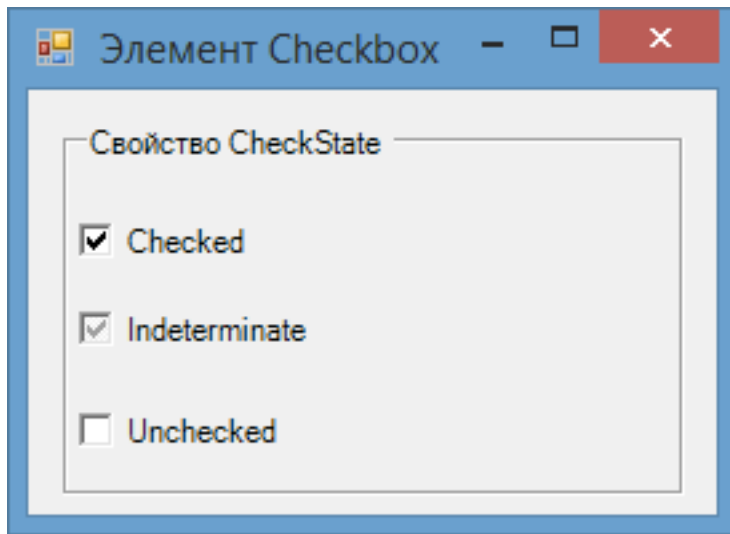 Элемент Checkbox
Свойство CheckState
Checked
Indeterminate
Unchecked